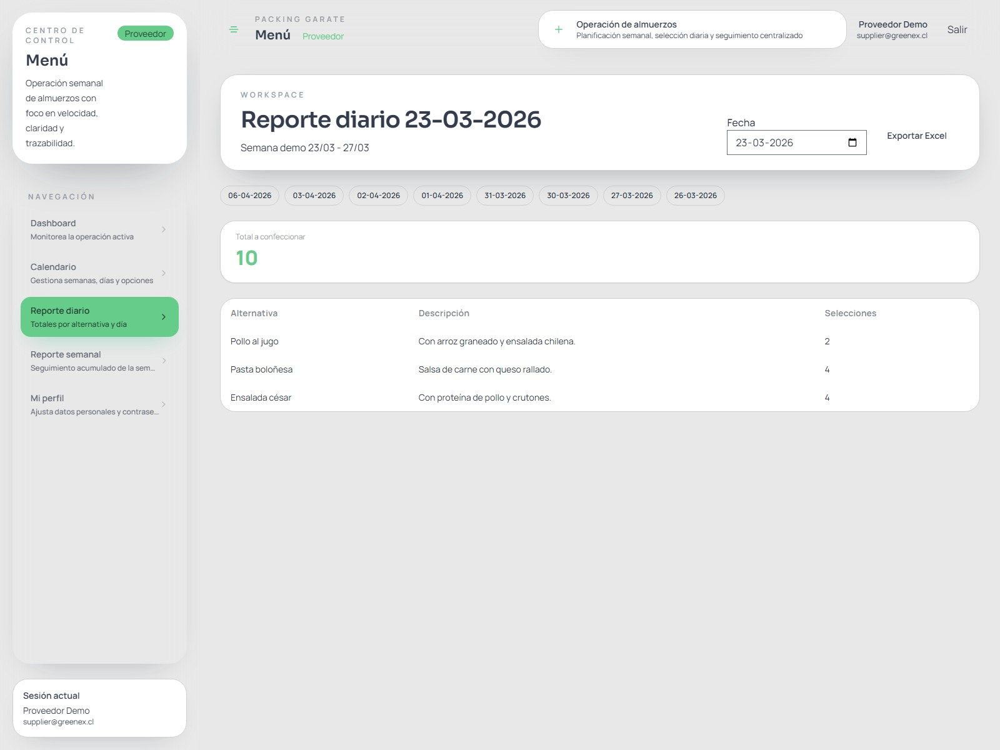 CENTRO DE
CONTROL
Proveedor
Menú
Operación semanal
de almuerzos con
foco en velocidad,
claridad y
trazabilidad.
NAVEGACIÓN
Dashboard
Monitorea la operación activa
Calendario
Gestiona semanas, días y opciones
Reporte diario
Totales por alternativa y día
Reporte semanal
Seguimiento acumulado de la sem...
Mi perfil
Ajusta datos personales y contrase...
Sesión actual
Proveedor Demo
supplier@greenex.cl
PACKING GARATE
Menú Proveedor
Operación de almuerzos
Planificación semanal, selección diaria y seguimiento centralizado
Proveedor Demo
supplier@greenex.cl
Salir
WORKSPACE
Reporte diario 23-03-2026
Semana demo 23/03 - 27/03
Fecha
23-03-2026
Exportar Excel
06-04-2026 03-04-2026 02-04-2026 01-04-2026 31-03-2026 30-03-2026 27-03-2026 26-03-2026
Total a confeccionar
10
Alternativa Descripción Selecciones
Pollo al jugo Con arroz graneado y ensalada chilena. 2
Pasta boloñesa Salsa de carne con queso rallado. 4
Ensalada césar Con proteína de pollo y crutones. 4